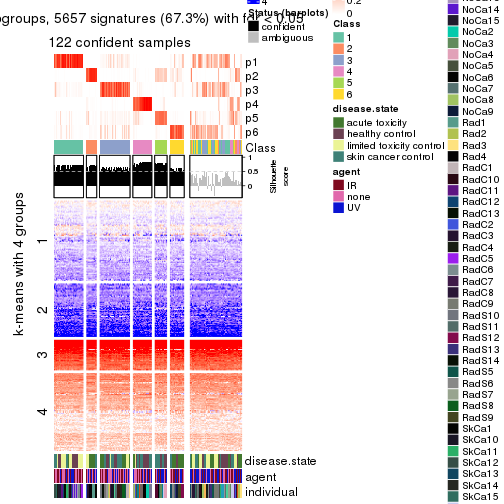 ogroups, 5657 signatures (67.3%) with fdr < 0.05
122 confident samples
p1
p2
p3
p4
p5
p6
Class
1
0.5
0
Silhouette
score
k-means with 4 groups
1
2
3
4
disease.state
agent
individual
4
Status (barplots)
confident
ambiguous
0.2
0
Class
1
2
3
4
5
6
disease.state
acute toxicity
healthy control
limited toxicity control
skin cancer control
agent
IR
none
UV
NoCa14
NoCa15
NoCa2
NoCa3
NoCa4
NoCa5
NoCa6
NoCa7
NoCa8
NoCa9
Rad1
Rad2
Rad3
Rad4
RadC1
RadC10
RadC11
RadC12
RadC13
RadC2
RadC3
RadC4
RadC5
RadC6
RadC7
RadC8
RadC9
RadS10
RadS11
RadS12
RadS13
RadS14
RadS5
RadS6
RadS7
RadS8
RadS9
SkCa1
SkCa10
SkCa11
SkCa12
SkCa13
SkCa14
SkCa15